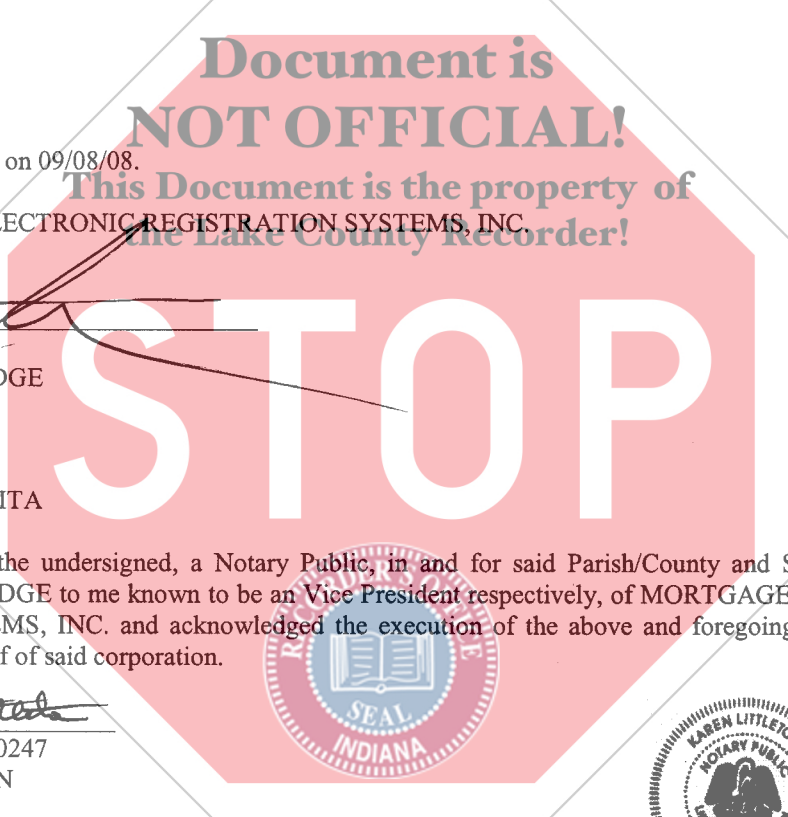 Document is
NOT OFFICIAL!
on 09/08/08.
This Document is the property of
LECTRONIC REGISTRATION SYSTEMS, INC.
the Lake County Recorder!
STOP
DGE
ITA
the undersigned, a Notary Public, in and for said Parish/County and S
DGE to me known to be an Vice President respectively, of MORTGAGE
EMS, INC. and acknowledged the execution of the above and foregoing
f of said corporation.
RECORDER'S OFFICE
SEAL
INDIANA
0247
N
KAREN LITTLETO
NOTARY PUBLIC